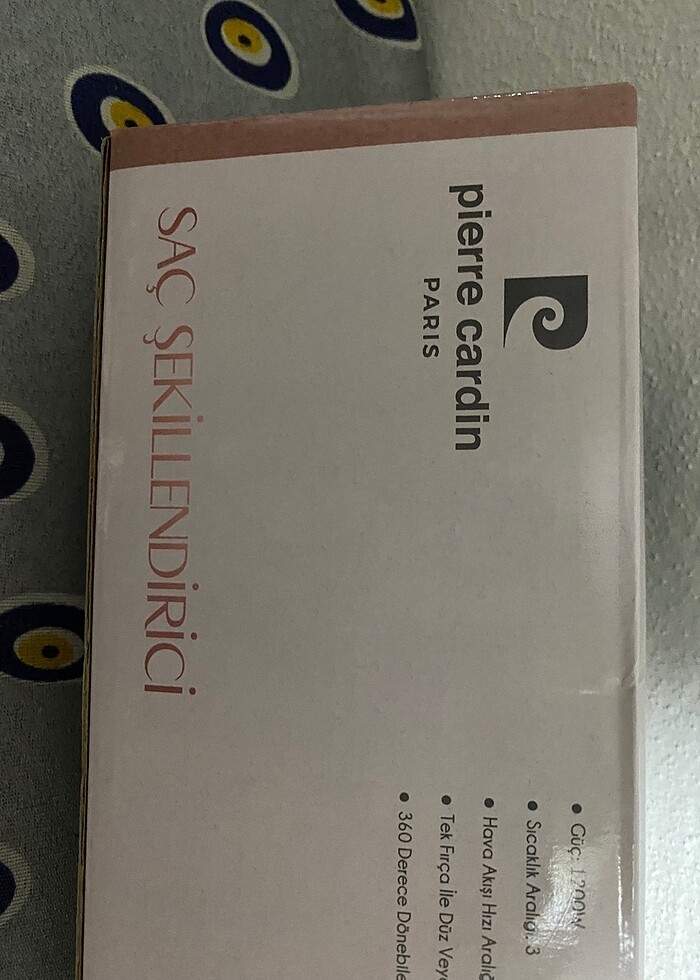 pierre cardin
PARIS
SAÇ ŞEKİLLENDİRİCİ
• Güç: 1200W
• Sıcaklık Aralığı: 3
• Hava Akışı Hızı
• Tek Fırça İle Düz
• 360 Derece